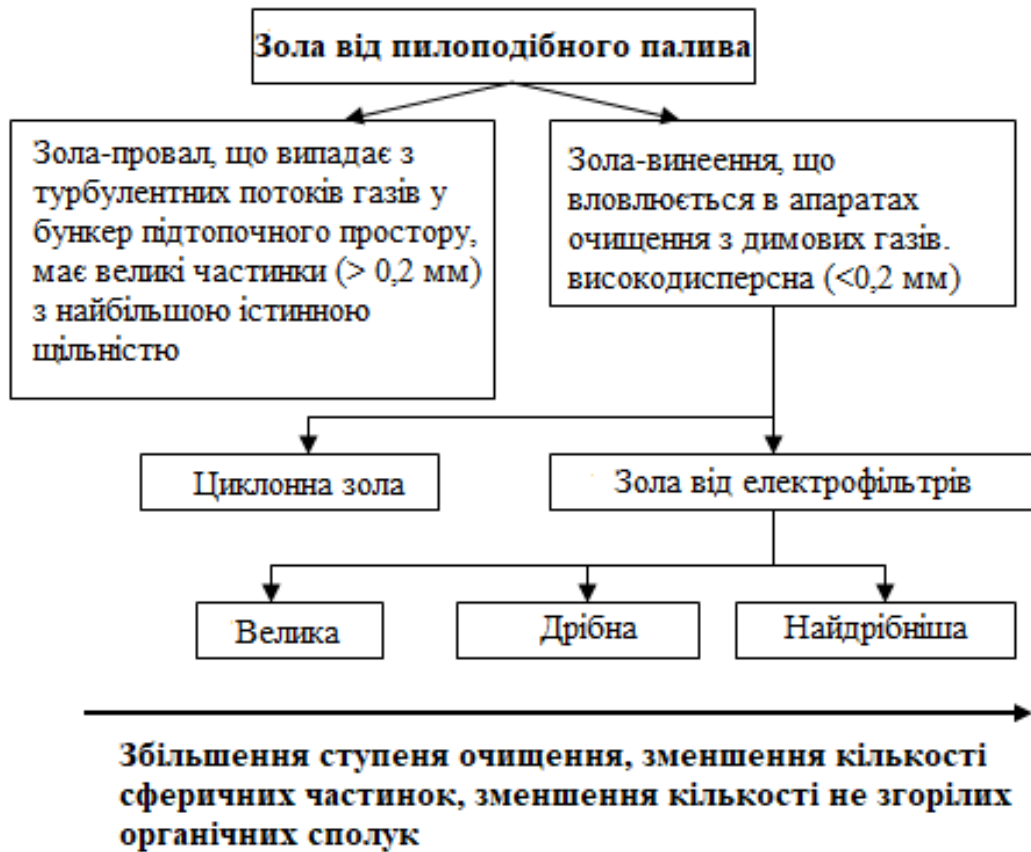 Зола від пилоподібного палива
Зола-провал, що випадає з
турбулентних потоків газів у
бункер підтопочного простору,
має великі частинки (> 0,2 мм)
з найбільшою істинною
щільністю
Зола-винеення, що
вловлюється в апаратах
очищення з димових газів.
високодисперсна (<0,2 мм)
Циклонна зола
Зола від електрофільтрів
Велика
Дрібна
Найдрібніша
Збільшення ступеня очищення, зменшення кількості
сферичних частинок, зменшення кількості не згорілих
органічних сполук